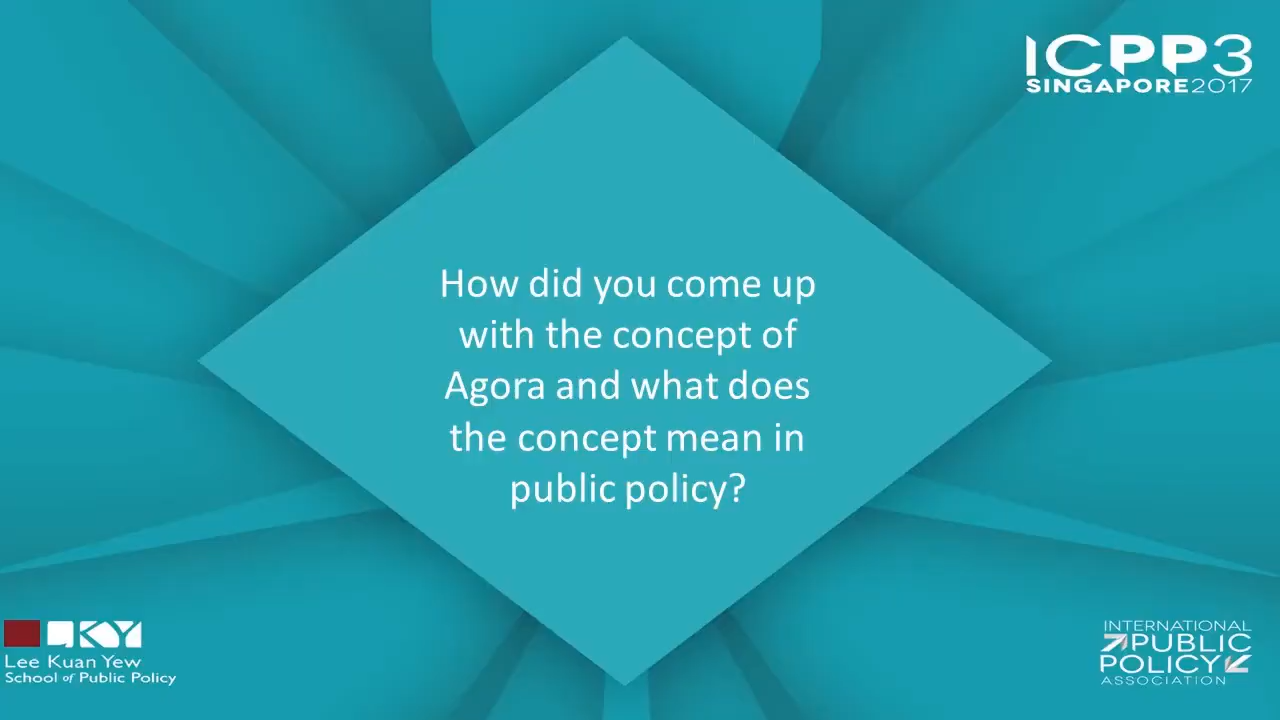 ICPP3
SINGAPORE2017
How did you come up
with the concept of
Agora and what does
the concept mean in
public policy?
LKY
Lee Kuan Yew
School of Public Policy
INTERNATIONAL
PUBLIC
POLICY
ASSOCIATION